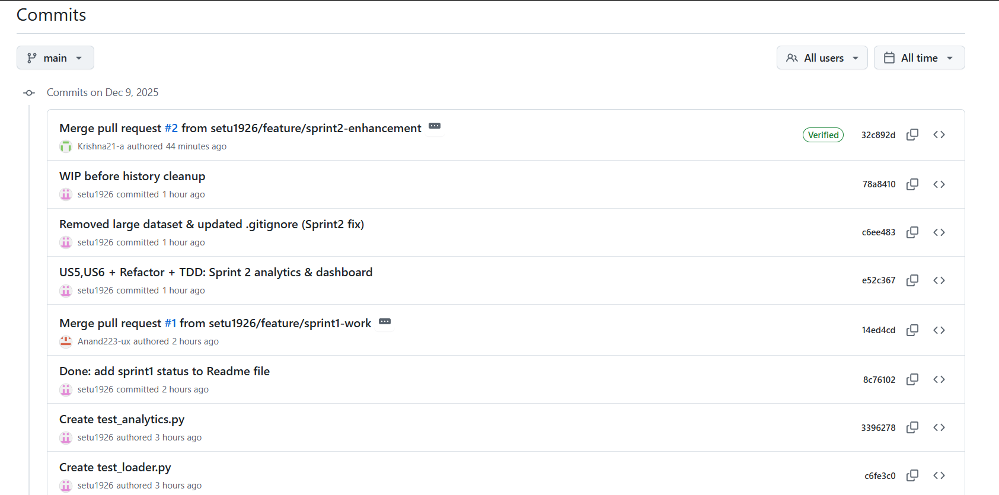 Commits
main
All users
All time
Commits on Dec 9, 2025
Merge pull request #2 from setu1926/feature/sprint2-enhancement
Krishna21-a authored 44 minutes ago
Verified
32c892d
WIP before history cleanup
setu1926 committed 1 hour ago
78a8410
Removed large dataset & updated .gitignore (Sprint2 fix)
setu1926 committed 1 hour ago
c6ee483
US5,US6 + Refactor + TDD: Sprint 2 analytics & dashboard
setu1926 committed 1 hour ago
e52c367
Merge pull request #1 from setu1926/feature/sprint1-work
Anand223-ux authored 2 hours ago
14ed4cd
Done: add sprint1 status to Readme file
setu1926 committed 2 hours ago
8c76102
Create test_analytics.py
setu1926 authored 3 hours ago
3396278
Create test_loader.py
setu1926 authored 3 hours ago
c6fe3c0